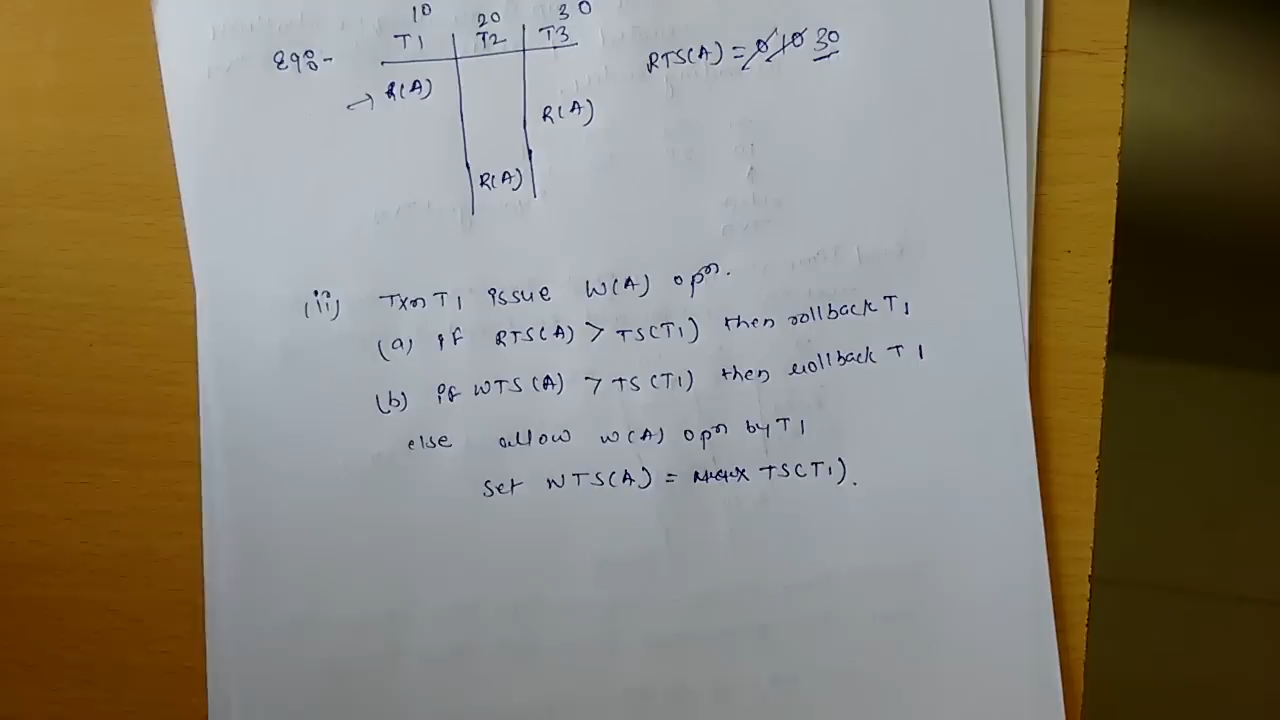 10 20 30
Eg:- T1 T2 T3 RTS(A) = 0 10 30
→ R(A)
R(A)
R(A)
(ii) Txn T1 issue W(A) opn.
(a) if RTS(A) > TS(T1) then rollback T1
(b) if WTS(A) > TS(T1) then rollback T1
else allow W(A) opn by T1
Set WTS(A) = TS(T1).